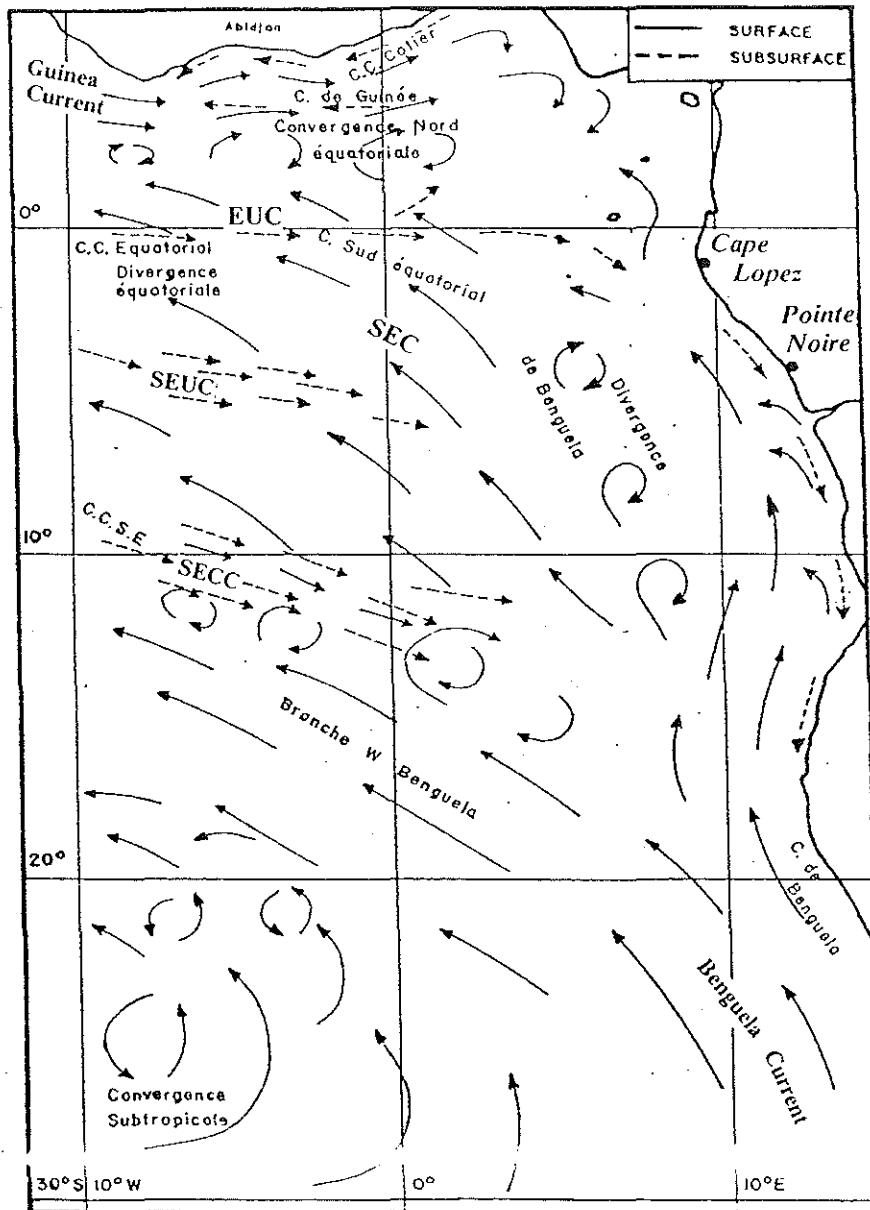 Abidjan
SURFACE
SUBSURFACE
C.C. Cotier
Guinea
Current
C. de Guinée
Convergence Nord
équatoriale
0°
EUC
C. Sud équatorial
C.C. Equatorial
Divergence
équatoriale
Cape
Lopez
Pointe
Noire
SEC
SEUC
Divergence
de Benguela
C.C.S.E
10°
SECC
Branche W Benguela
20°
C. de
Benguela
Benguela Current
Convergence
Subtropicale
30°S 10°W 0° 10°E